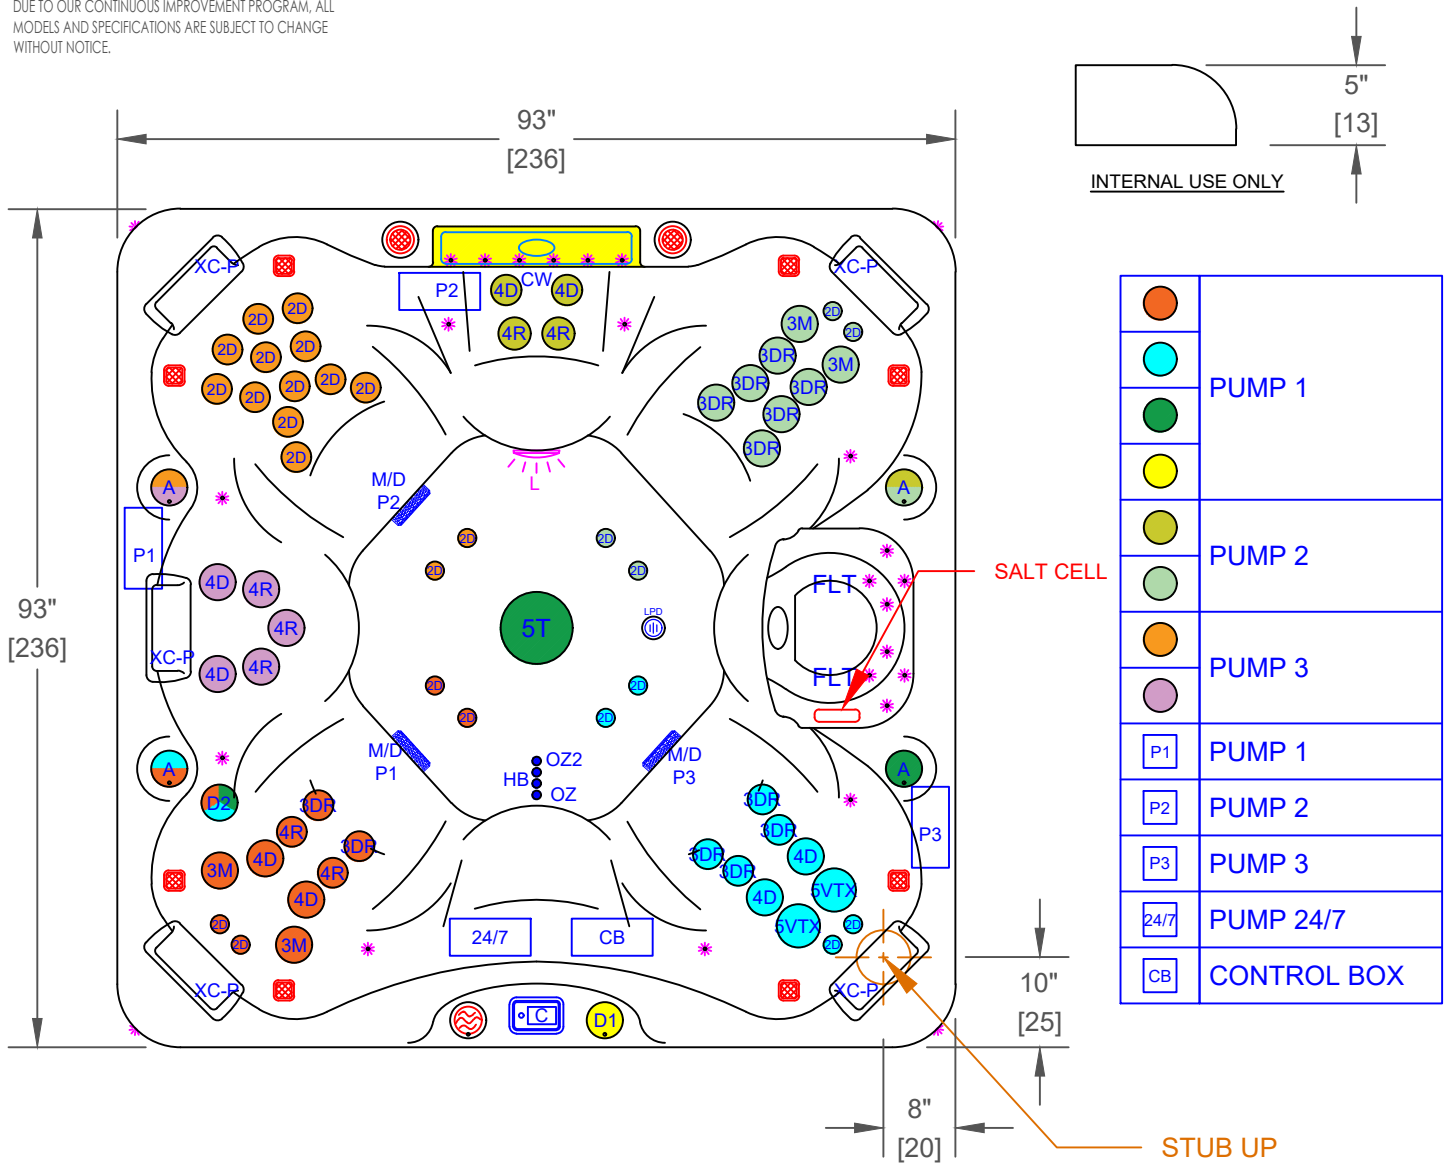 DUE TO OUR CONTINUOUS IMPROVEMENT PROGRAM, ALL
MODELS AND SPECIFICATIONS ARE SUBJECT TO CHANGE
WITHOUT NOTICE.
5"
[13]
INTERNAL USE ONLY
93"
[236]
XC-P
XC-P
P2
4D
CW
4D
4R
4R
2D
2D
2D
2D
2D
2D
2D
2D
2D
2D
2D
2D
3M
2D
2D
3DR
3M
3DR
3DR
3DR
3DR
3DR
PUMP 1
PUMP 2
PUMP 3
P1 PUMP 1
P2 PUMP 2
P3 PUMP 3
24/7 PUMP 24/7
CB CONTROL BOX
A
M/D
P2
L
A
P1
2D
2D
2D
2D
FLT
SALT CELL
93"
[236]
4D
4R
4R
4D
4R
XC-P
5T
LPD
FLT
2D
2D
2D
2D
A
M/D
P1
OZ2
HB
OZ
M/D
P3
A
D2
3DR
4R
3DR
4D
3M
4R
4D
2D
2D
3M
3DR
3DR
3DR
4D
3DR
4D
5VTX
5VTX
2D
2D
P3
24/7
CB
XC-P
XC-P
C
D1
10"
[25]
8"
[20]
STUB UP